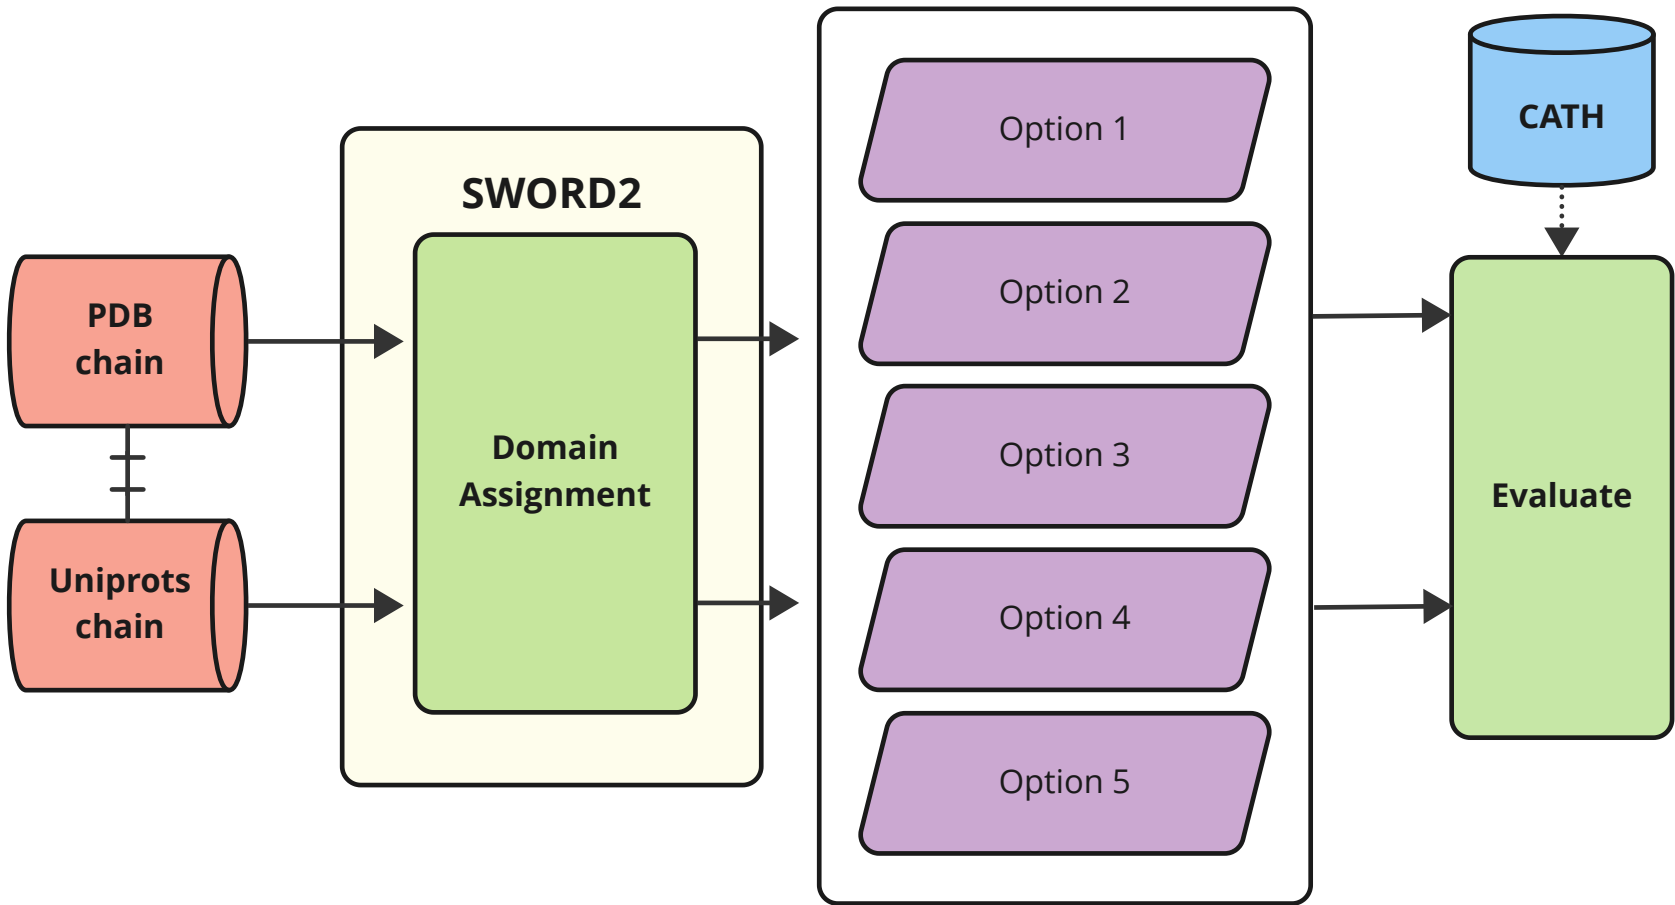 PDB
chain
Uniprots
chain
SWORD2
Domain
Assignment
Option 1
Option 2
Option 3
Option 4
Option 5
CATH
Evaluate